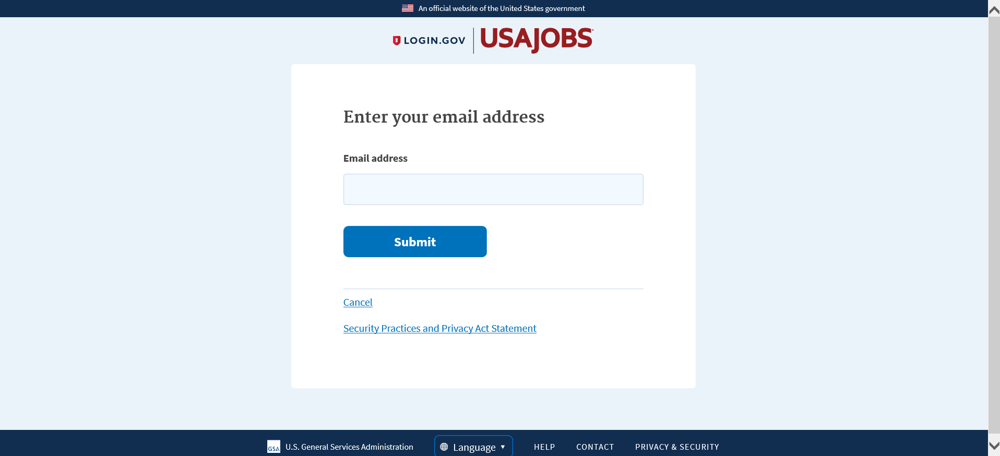 An official website of the United States government
LOGIN.GOV
USAJOBS
Enter your email address
Email address
Submit
Cancel
Security Practices and Privacy Act Statement
GSA U.S. General Services Administration Language ▼ HELP CONTACT PRIVACY & SECURITY